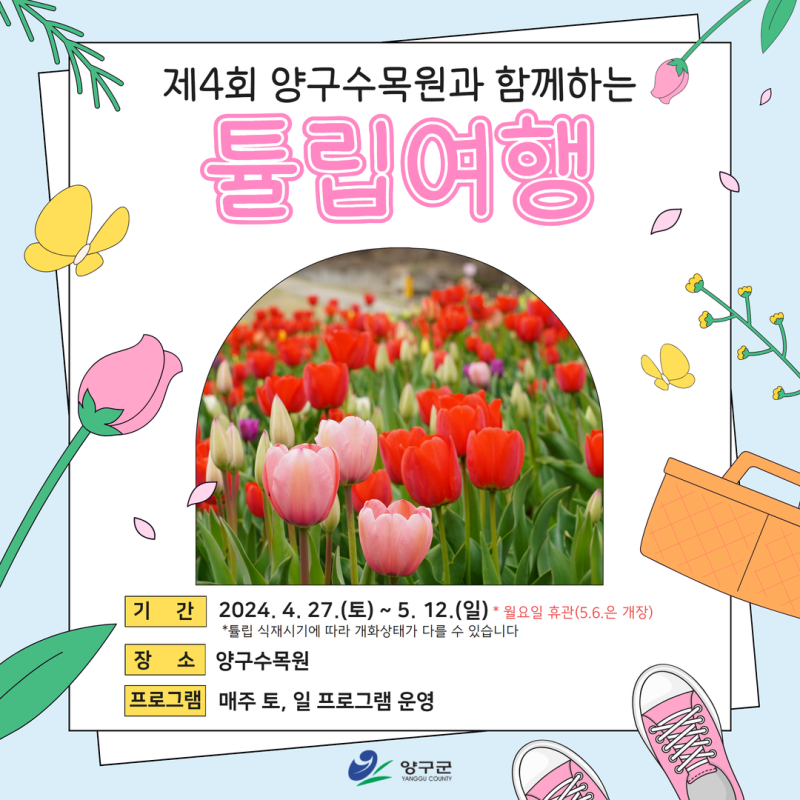 제4회 양구수목원과 함께하는
튤립여행
기 간 2024. 4. 27.(토) ~ 5. 12.(일) * 월요일 휴관(5.6.은 개장)
*튤립 식재시기에 따라 개화상태가 다를 수 있습니다
장 소 양구수목원
프로그램 매주 토, 일 프로그램 운영
양구군
YANGGU COUNTY